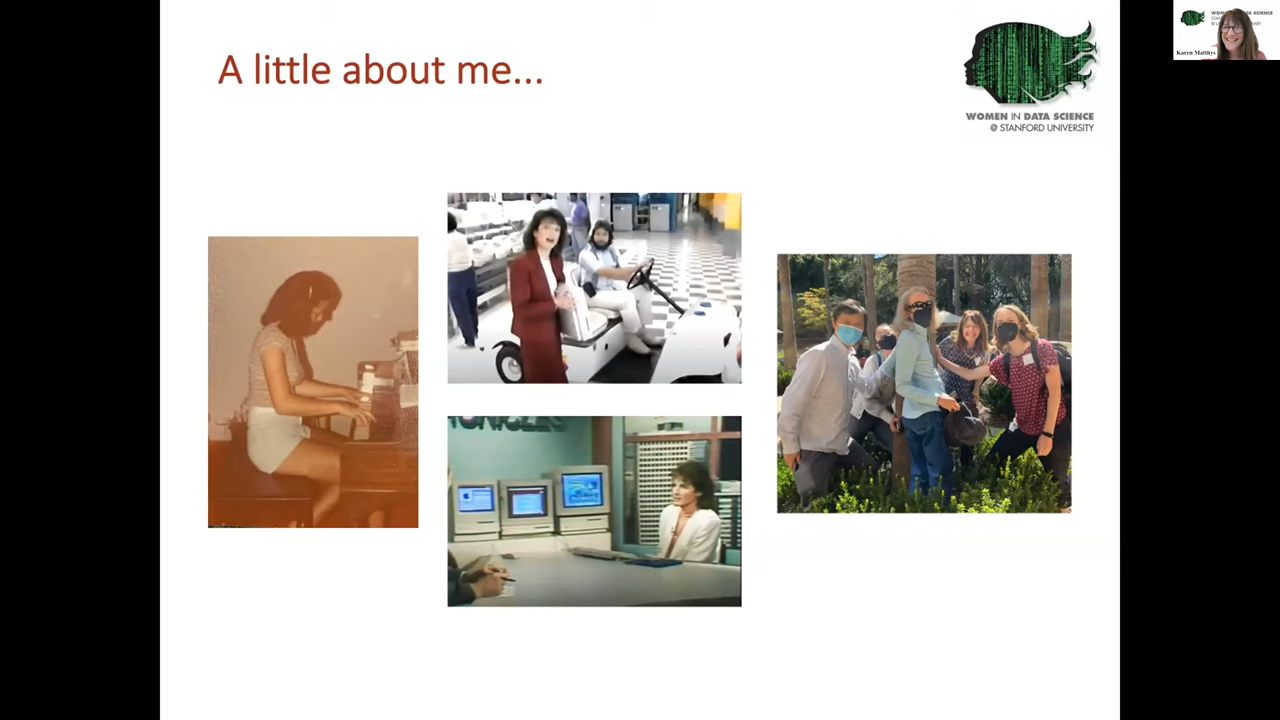 A little about me...
WOMEN IN DATA SCIENCE
@ STANFORD UNIVERSITY
Karen Matthys